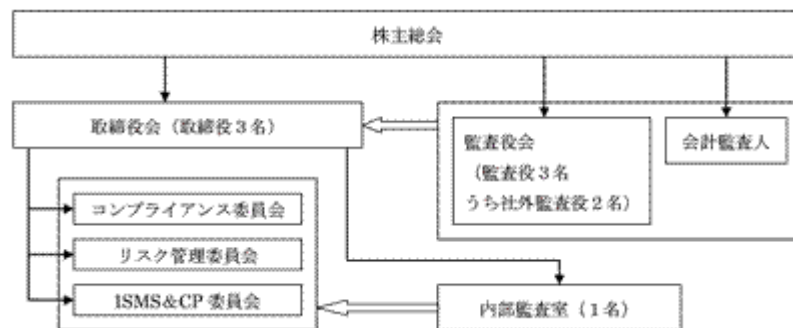 株主総会
取締役会（取締役３名）
監査役会
（監査役３名
うち社外監査役２名）
会計監査人
コンプライアンス委員会
リスク管理委員会
ISMS＆CP 委員会
内部監査室（１名）